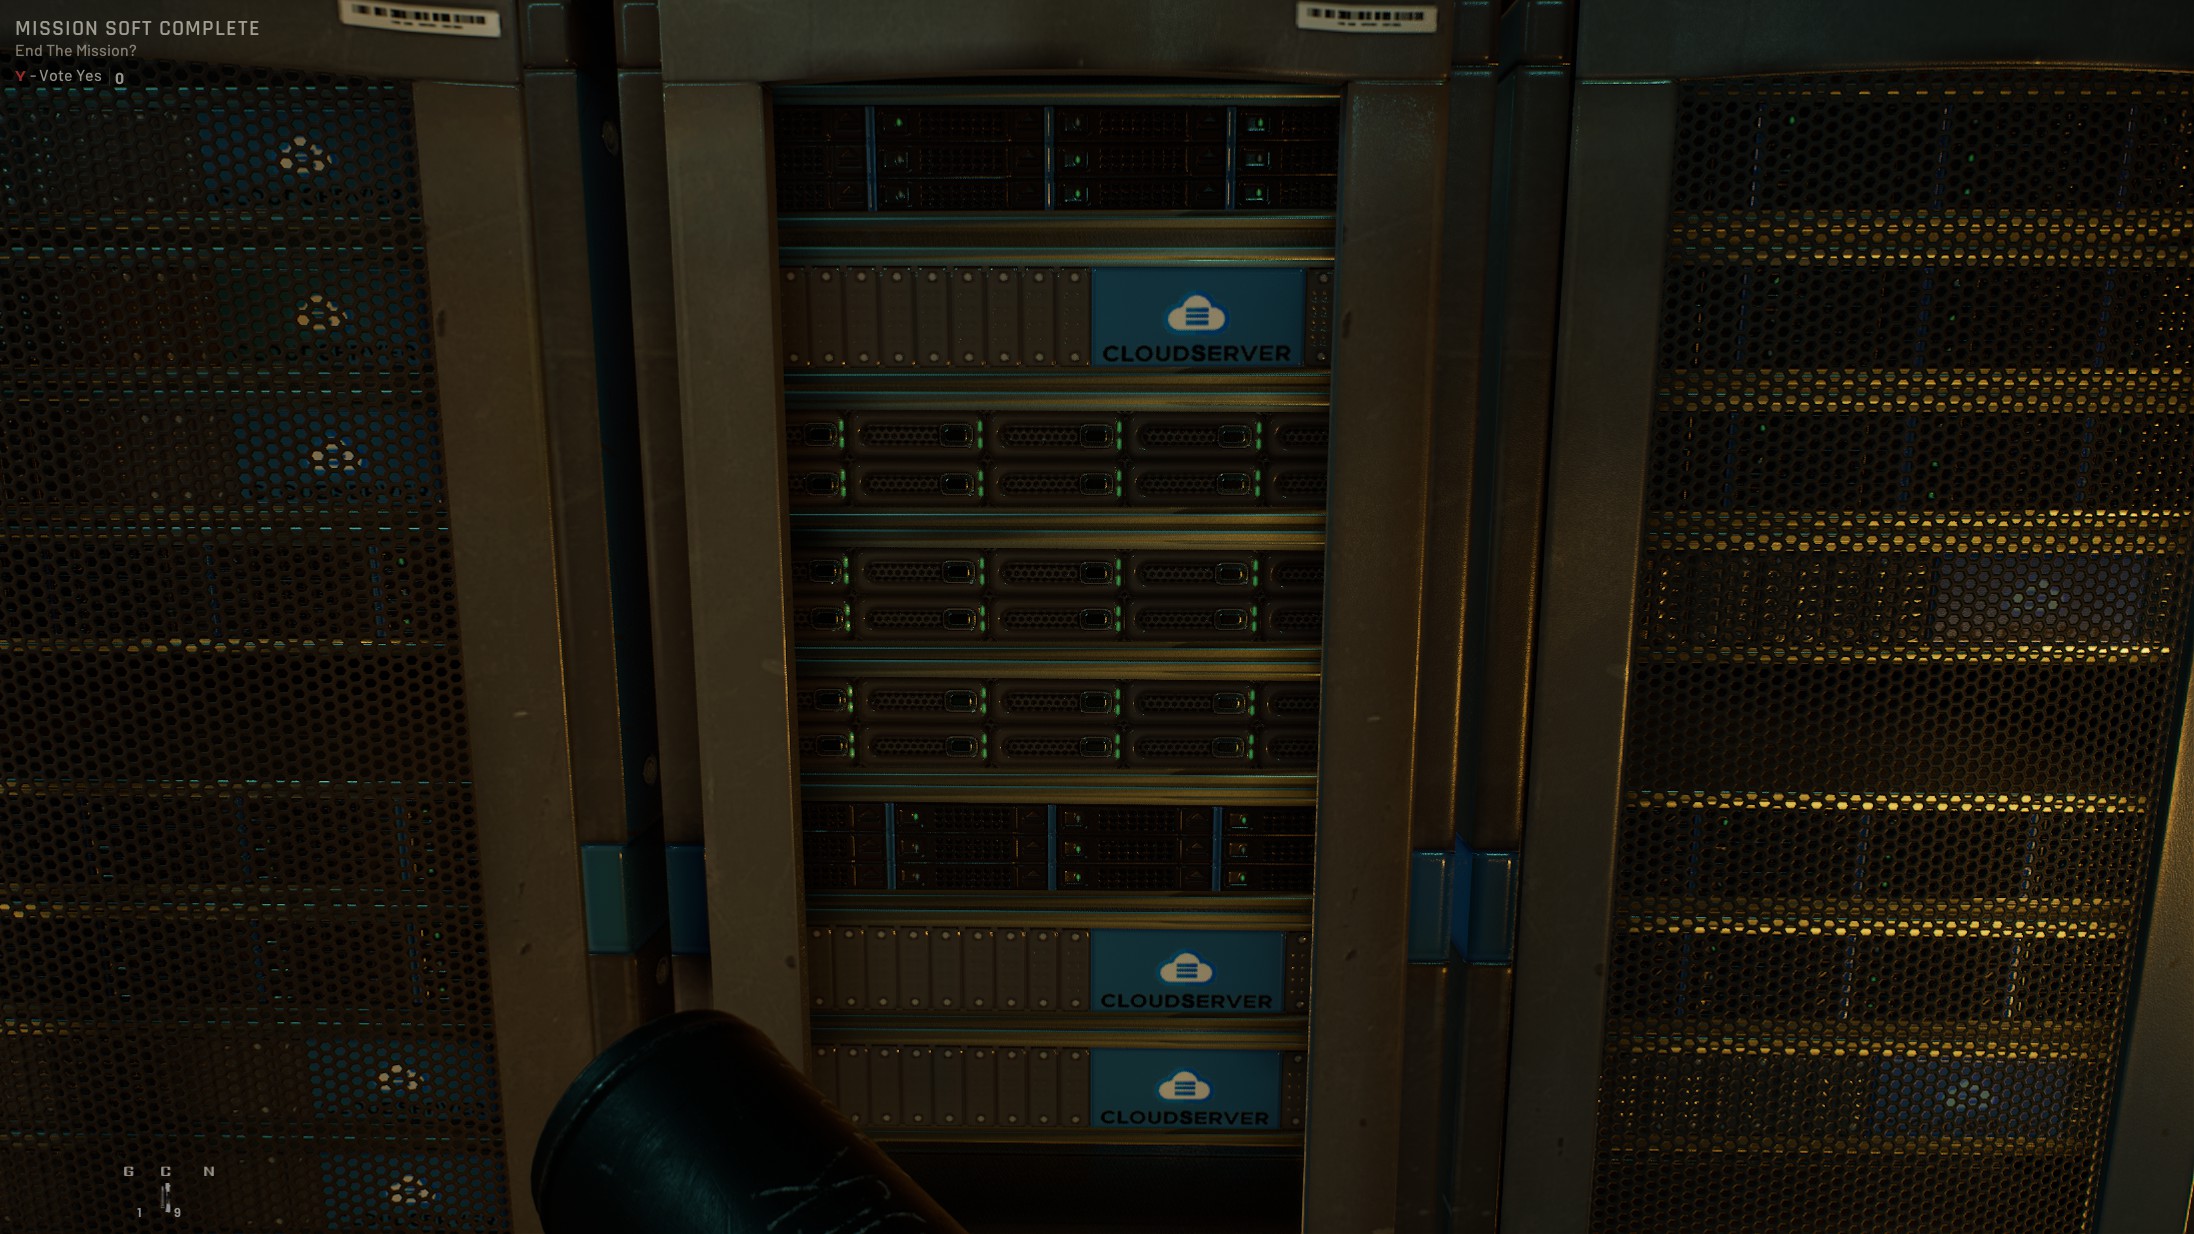 MISSION SOFT COMPLETE
End The Mission?
Y - Vote Yes 0
CLOUDSERVER
CLOUDSERVER
CLOUDSERVER
G C N
1 9